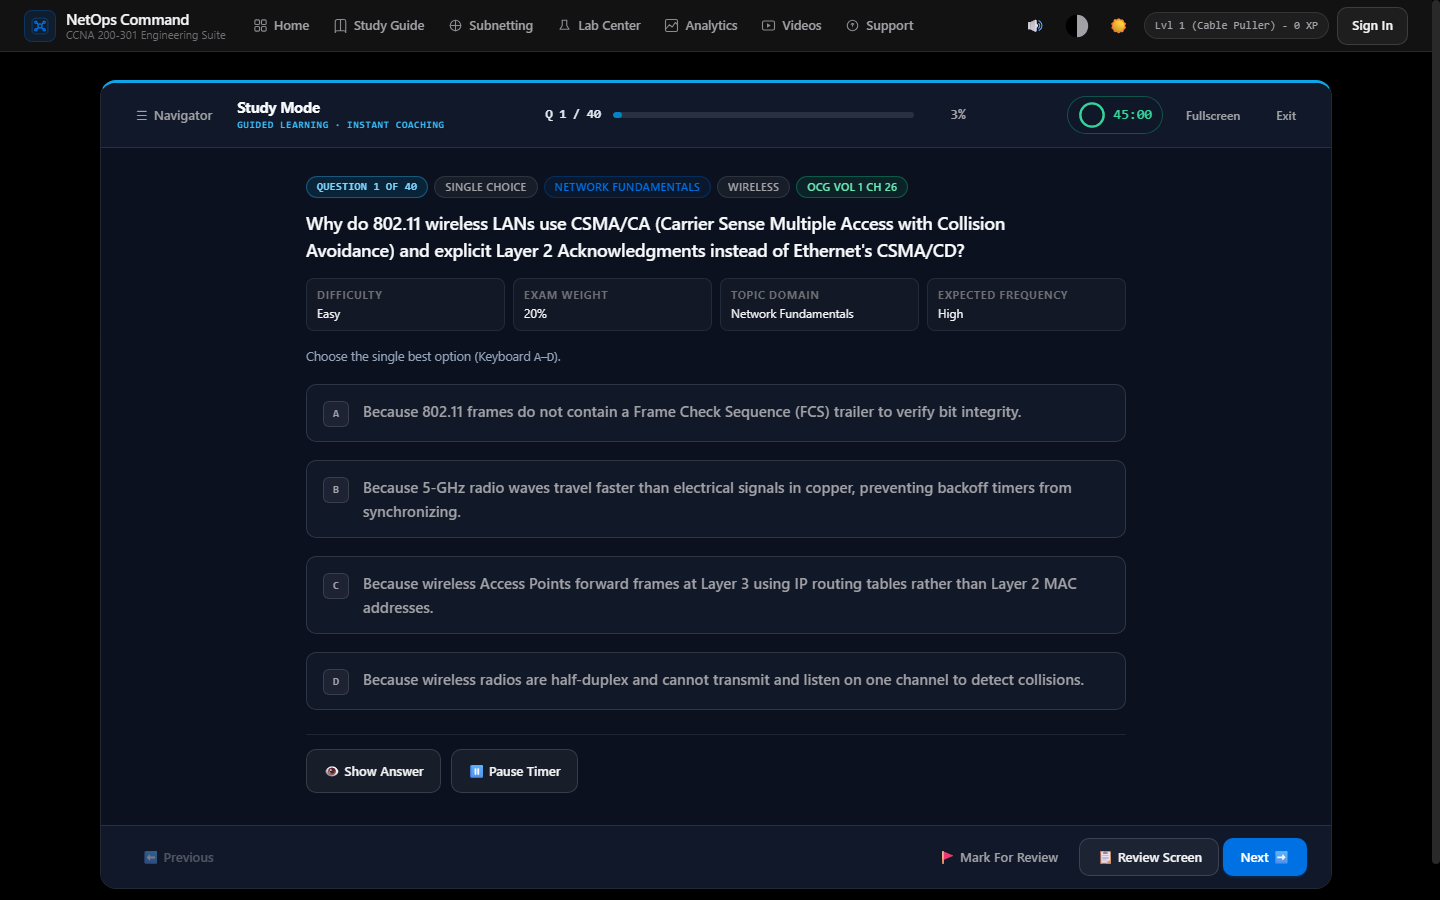 NetOps Command
CCNA 200-301 Engineering Suite
Home
Study Guide
Subnetting
Lab Center
Analytics
Videos
Support
Lvl 1 (Cable Puller) - 0 XP
Sign In
☰ Navigator
Study Mode
GUIDED LEARNING · INSTANT COACHING
Q 1 / 40
3%
45:00
Fullscreen
Exit
QUESTION 1 OF 40
SINGLE CHOICE
NETWORK FUNDAMENTALS
WIRELESS
OCG VOL 1 CH 26
Why do 802.11 wireless LANs use CSMA/CA (Carrier Sense Multiple Access with Collision
Avoidance) and explicit Layer 2 Acknowledgments instead of Ethernet's CSMA/CD?
DIFFICULTY
Easy
EXAM WEIGHT
20%
TOPIC DOMAIN
Network Fundamentals
EXPECTED FREQUENCY
High
Choose the single best option (Keyboard A–D).
A
Because 802.11 frames do not contain a Frame Check Sequence (FCS) trailer to verify bit integrity.
B
Because 5-GHz radio waves travel faster than electrical signals in copper, preventing backoff timers from
synchronizing.
C
Because wireless Access Points forward frames at Layer 3 using IP routing tables rather than Layer 2 MAC
addresses.
D
Because wireless radios are half-duplex and cannot transmit and listen on one channel to detect collisions.
Show Answer
Pause Timer
Previous
Mark For Review
Review Screen
Next